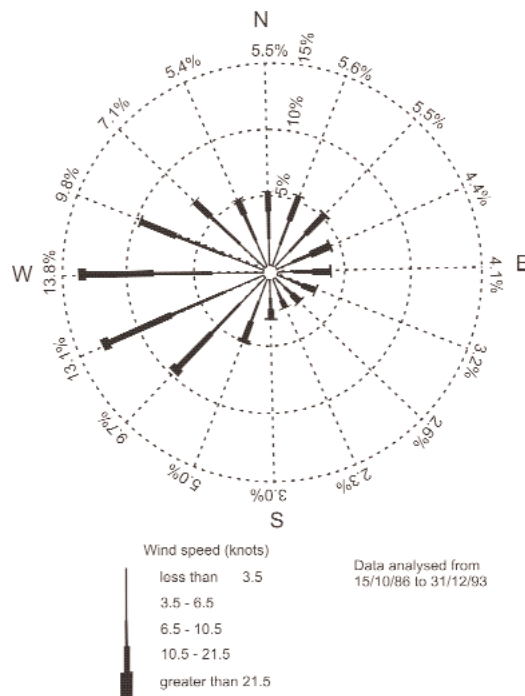 N
5.5%
15%
5.6%
5.5%
4.4%
E
4.1%
3.2%
2.6%
2.3%
3.0%
S
5.0%
9.7%
13.1%
W
13.8%
9.8%
7.1%
5.4%
10%
5%
Wind speed (knots)
less than 3.5
3.5 - 6.5
6.5 - 10.5
10.5 - 21.5
greater than 21.5
Data analysed from
15/10/86 to 31/12/93